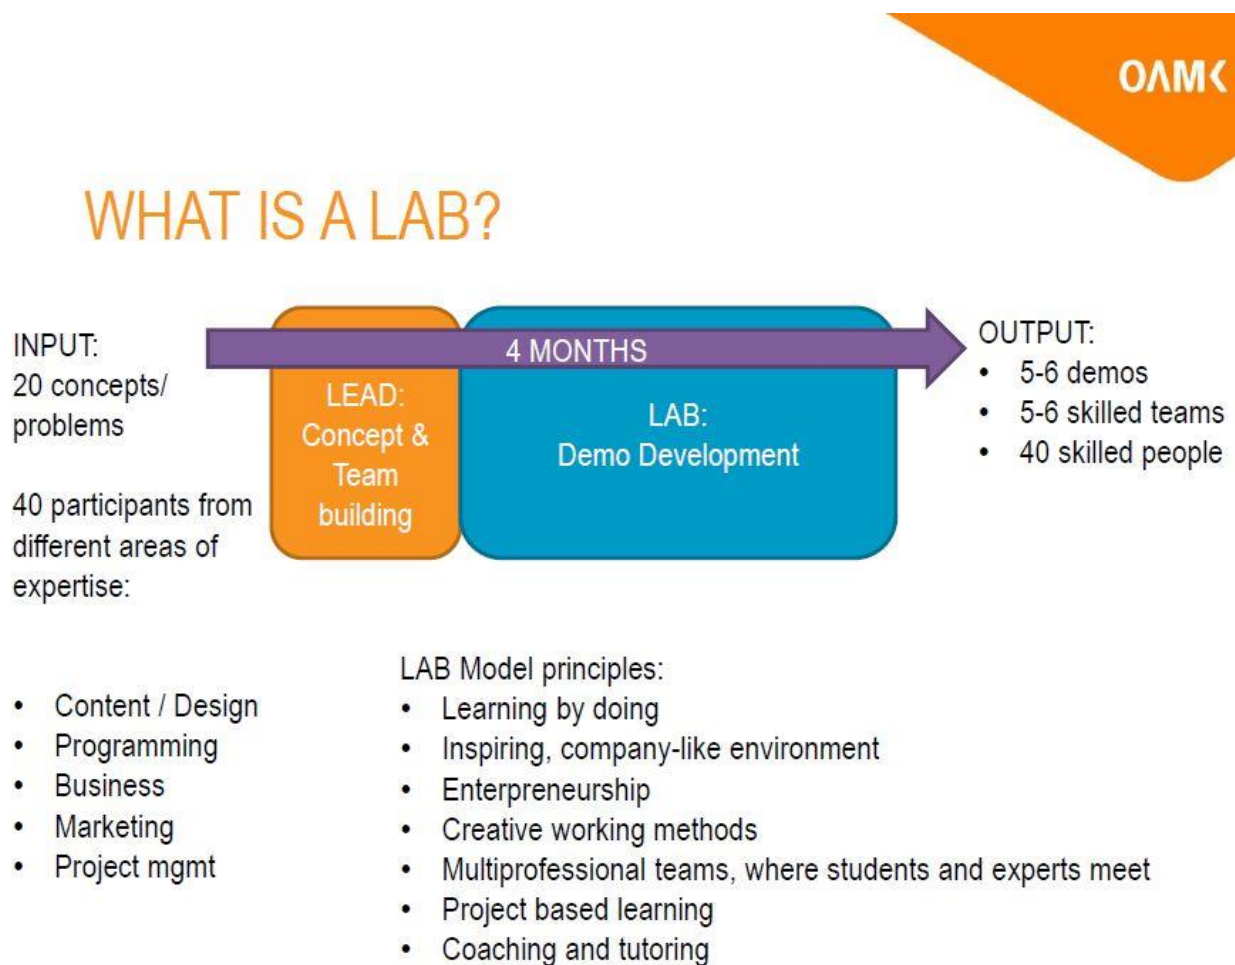 OAMK
WHAT IS A LAB?
INPUT:
20 concepts/
problems
40 participants from
different areas of
expertise:
• Content / Design
• Programming
• Business
• Marketing
• Project mgmt
4 MONTHS
LEAD:
Concept &
Team
building
LAB:
Demo Development
OUTPUT:
• 5-6 demos
• 5-6 skilled teams
• 40 skilled people
LAB Model principles:
• Learning by doing
• Inspiring, company-like environment
• Enterpreneurship
• Creative working methods
• Multiprofessional teams, where students and experts meet
• Project based learning
• Coaching and tutoring